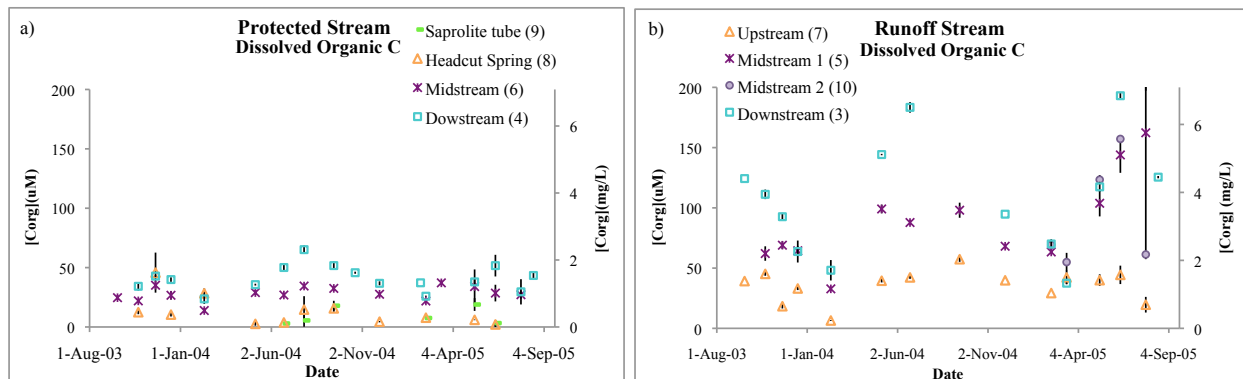 a)
Protected Stream
Dissolved Organic C
Saprolite tube (9)
Headcut Spring (8)
Midstream (6)
Dowstream (4)
200
150
100
50
0
[Corg](uM)
6
4
2
0
[Corg](mg/L)
1-Aug-03
1-Jan-04
2-Jun-04
2-Nov-04
4-Apr-05
4-Sep-05
Date
b)
Runoff Stream
Dissolved Organic C
Upstream (7)
Midstream 1 (5)
Midstream 2 (10)
Downstream (3)
200
150
100
50
0
[Corg](uM)
6
4
2
0
[Corg] (mg/L)
1-Aug-03
1-Jan-04
2-Jun-04
2-Nov-04
4-Apr-05
4-Sep-05
Date